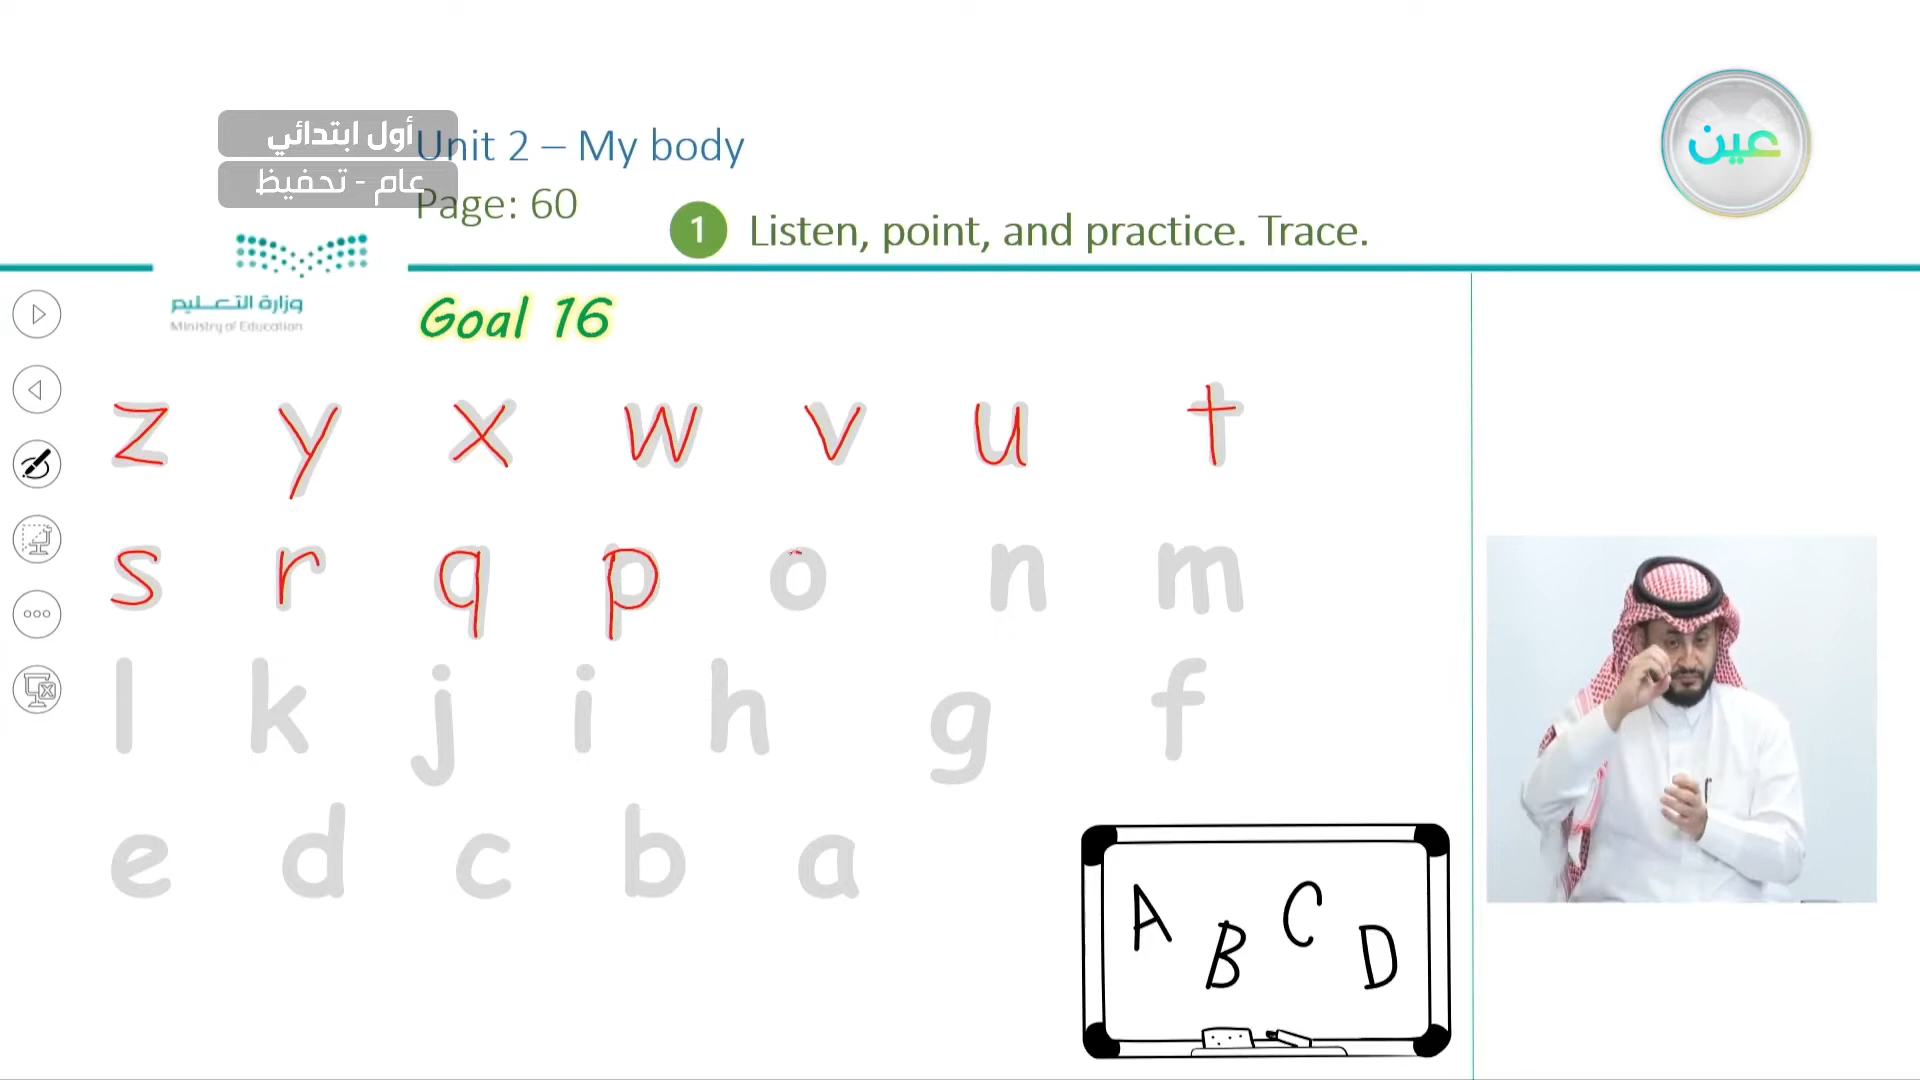 أول ابتدائي
عام - تحفيظ
Unit 2 – My body
Page: 60
1 Listen, point, and practice. Trace.
عين
وزارة التعليم
Ministry of Education
Goal 16
z y x w v u t
s r q p o n m
l k j i h g f
e d c b a
A B C D